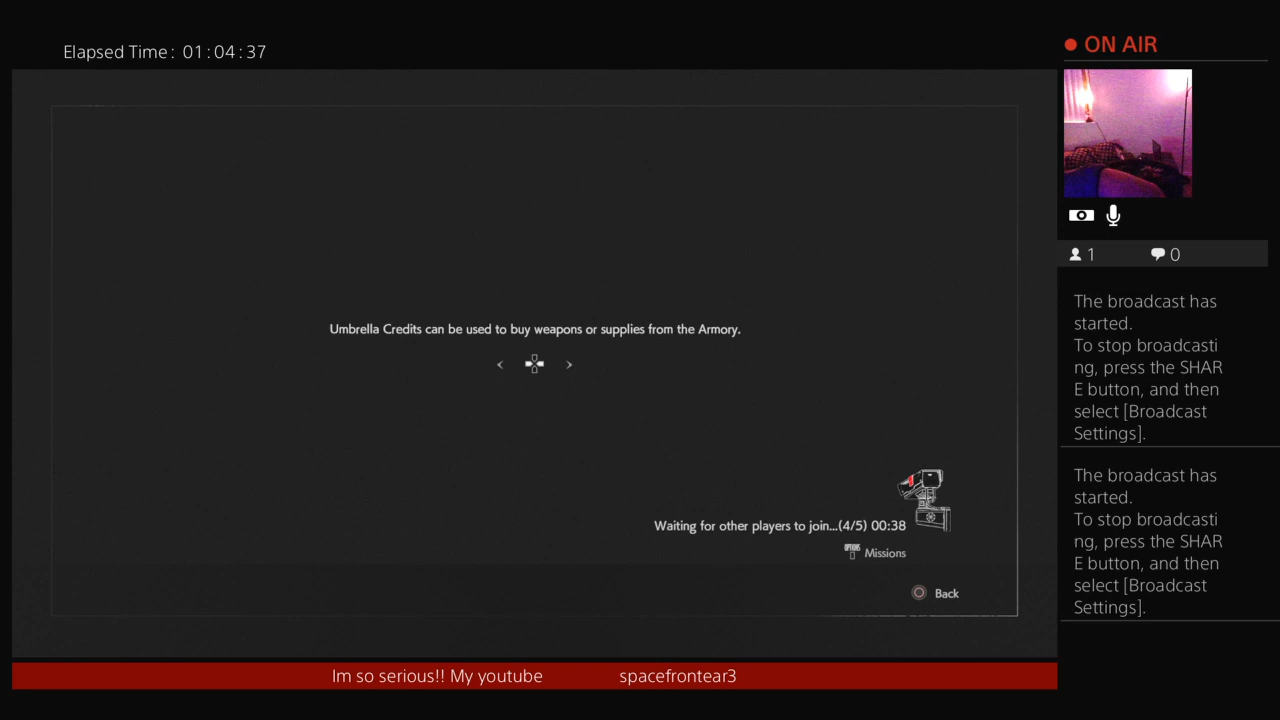 Elapsed Time: 01:04:37
ON AIR
1 0
Umbrella Credits can be used to buy weapons or supplies from the Armory.
Waiting for other players to join...(4/5) 00:38
OPTIONS Missions
Back
The broadcast has
started.
To stop broadcasti
ng, press the SHAR
E button, and then
select [Broadcast
Settings].
The broadcast has
started.
To stop broadcasti
ng, press the SHAR
E button, and then
select [Broadcast
Settings].
Im so serious!! My youtube spacefrontear3